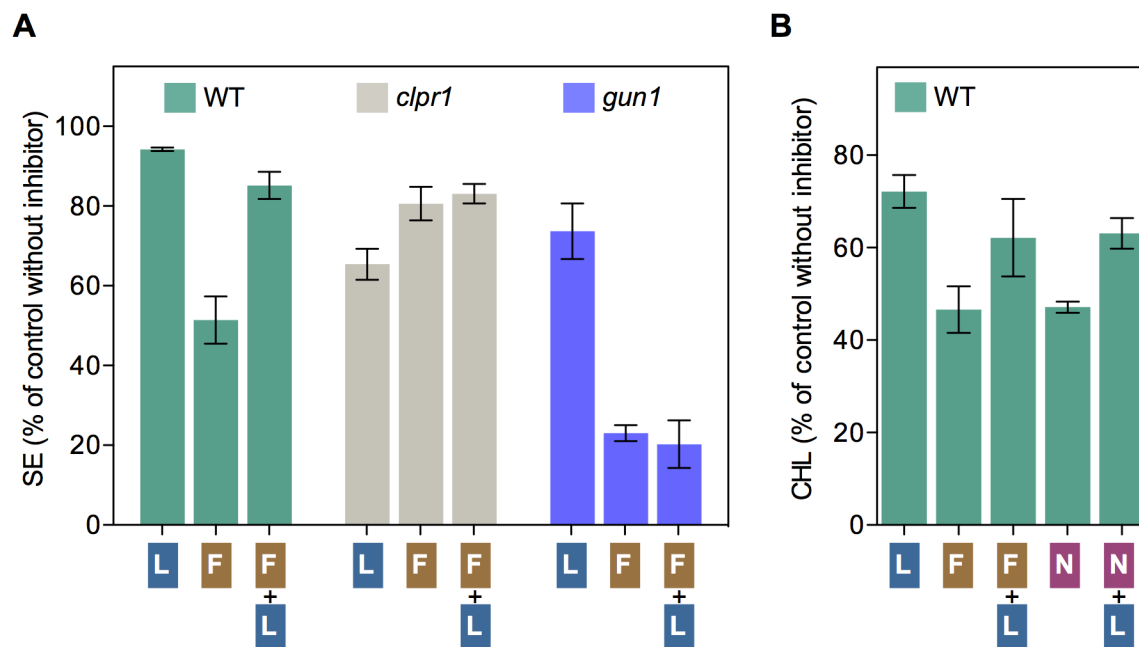 A
B
WT
clpr1
gun1
WT
SE (% of control without inhibitor)
100
80
60
40
20
0
L
F
F
+
L
L
F
F
+
L
L
F
F
+
L
CHL (% of control without inhibitor)
80
60
40
20
0
L
F
F
+
L
N
N
+
L